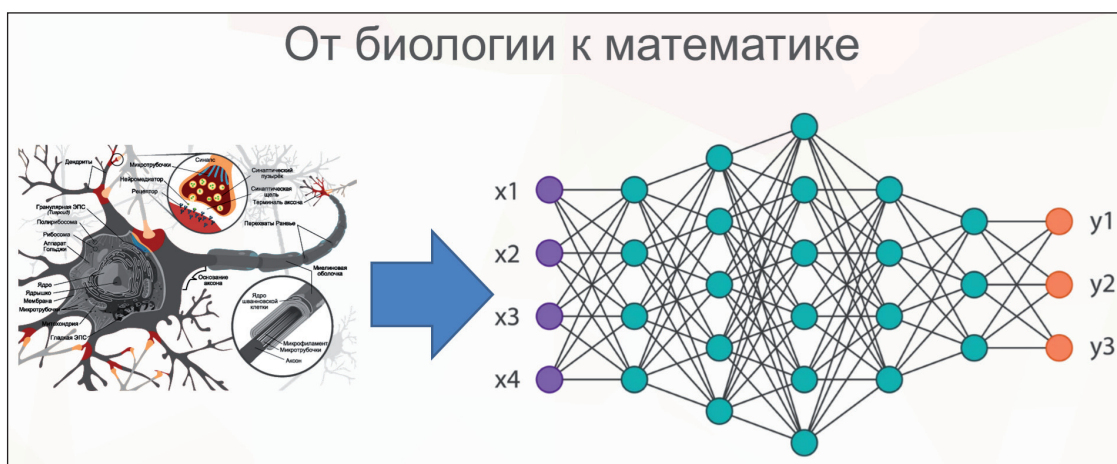 От биологии к математике
Дендриты
Микротрубочки
Нейромедиатор
Рецептор
Синапс
Синаптический
пузырёк
Синаптическая
щель
Терминаль аксона
Гранулярная ЭПС
Полирибосома
Рибосома
Аппарат
Гольджи
Ядро
Ядрышко
Мембрана
Микротрубочки
Митохондрия
Гладкая ЭПС
Перехваты Ранвье
Миелиновая
оболочка
Основание
аксона
Ядро
шванновской
клетки
Микрофиламент
Микротрубочки
Аксон
x1
x2
x3
x4
y1
y2
y3